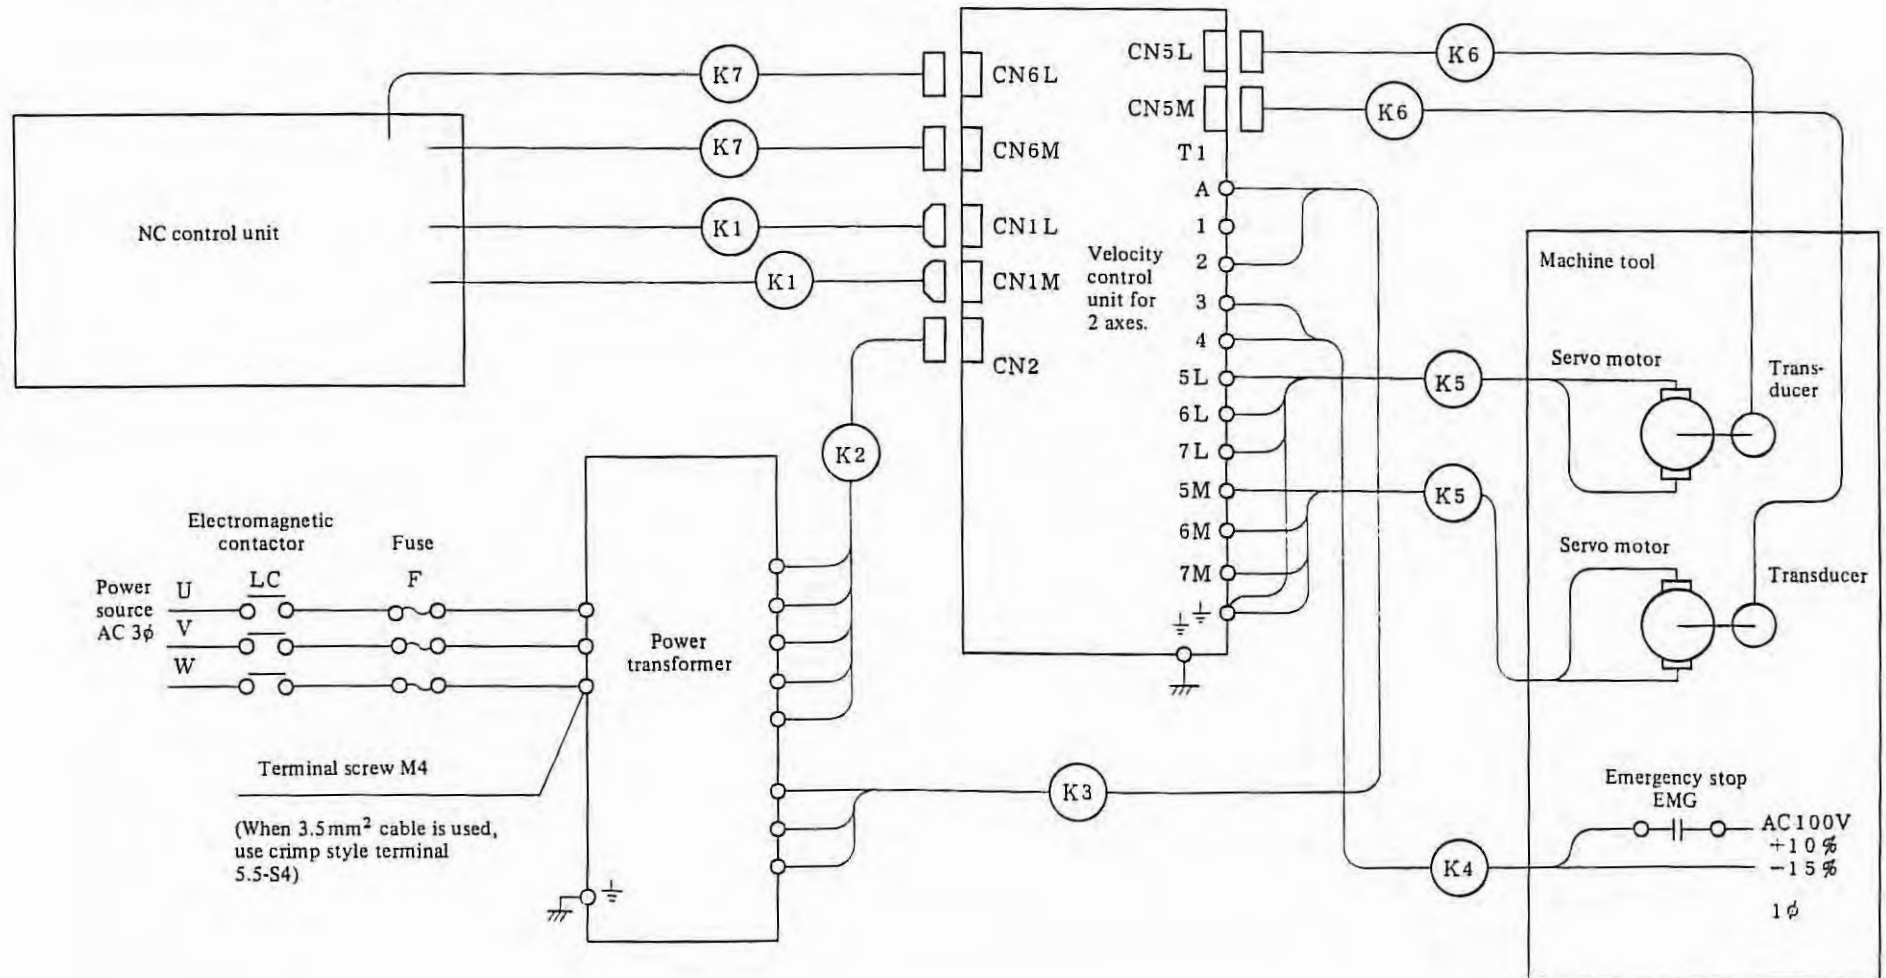 K7
CN6L
K7
CN6M
NC control unit
K1
CN1L
K1
CN1M
CN2
CN5L
K6
CN5M
K6
T1
A
1
2
3
4
5L
6L
7L
5M
6M
7M
Velocity
control
unit for
2 axes.
K2
K5
K5
Machine tool
Servo motor
Trans-
ducer
Servo motor
Transducer
Electromagnetic
contactor
Fuse
LC
F
Power
source
AC 3φ
U
V
W
Power
transformer
Terminal screw M4
(When 3.5mm² cable is used,
use crimp style terminal
5.5-S4)
K3
K4
Emergency stop
EMG
AC100V
+10%
−15%
1φ